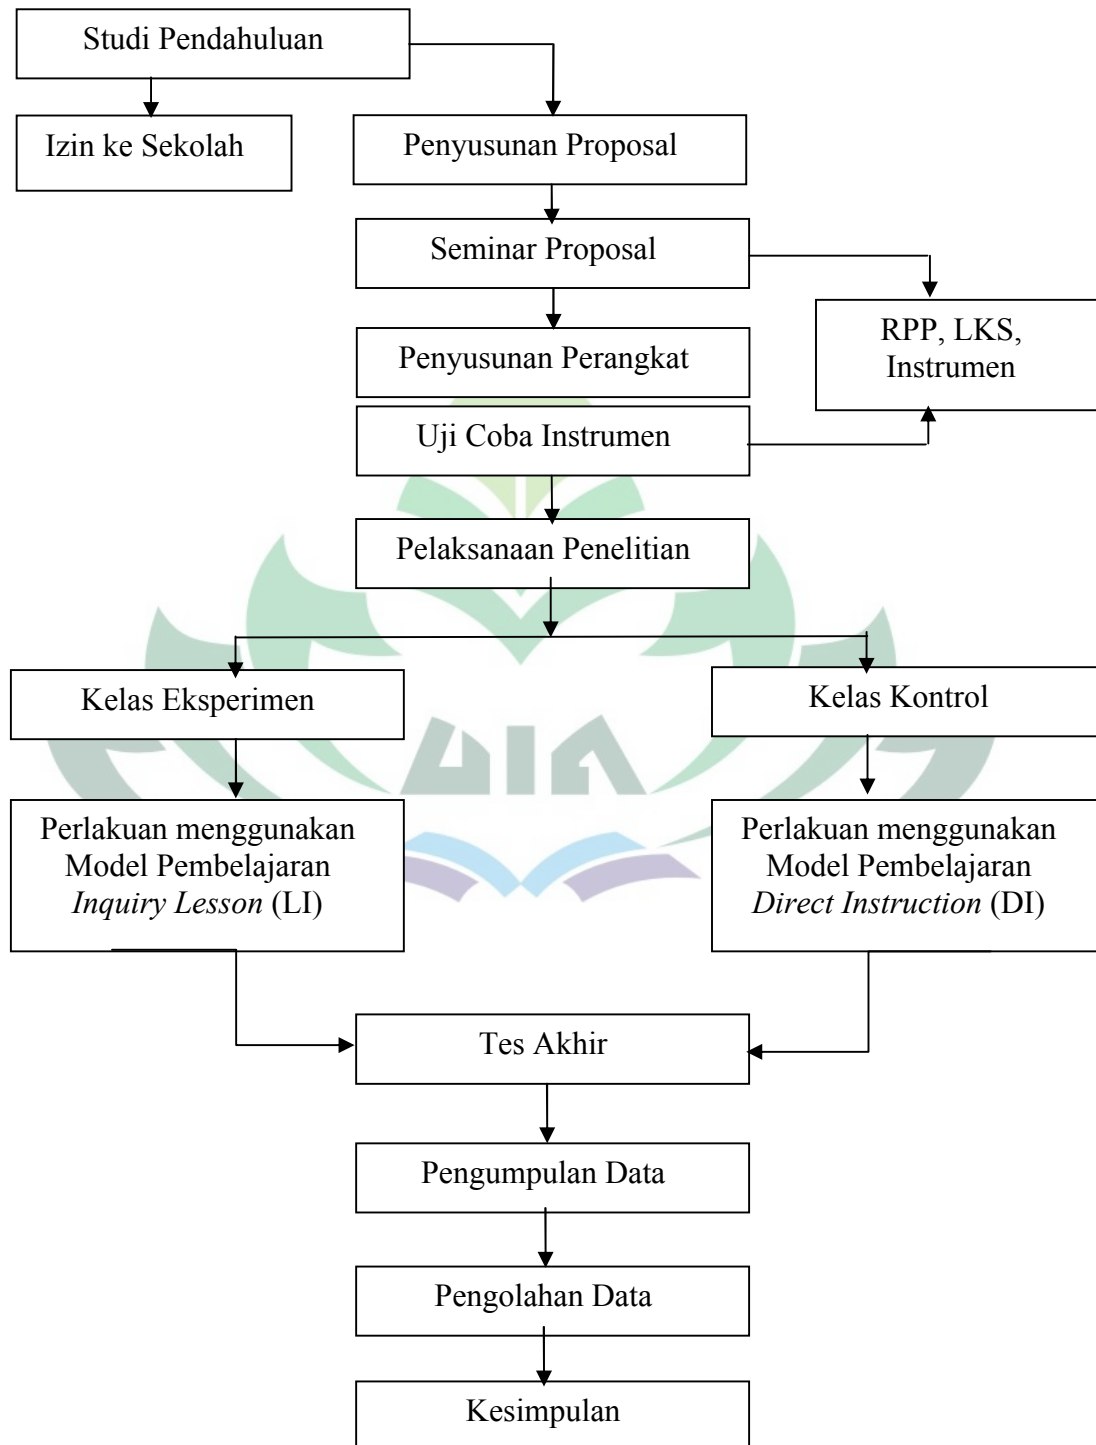 Studi Pendahuluan
Izin ke Sekolah
Penyusunan Proposal
Seminar Proposal
RPP, LKS,
Instrumen
Penyusunan Perangkat
Uji Coba Instrumen
Pelaksanaan Penelitian
Kelas Eksperimen
Kelas Kontrol
UIN
Perlakuan menggunakan
Model Pembelajaran
Inquiry Lesson (LI)
Perlakuan menggunakan
Model Pembelajaran
Direct Instruction (DI)
Tes Akhir
Pengumpulan Data
Pengolahan Data
Kesimpulan